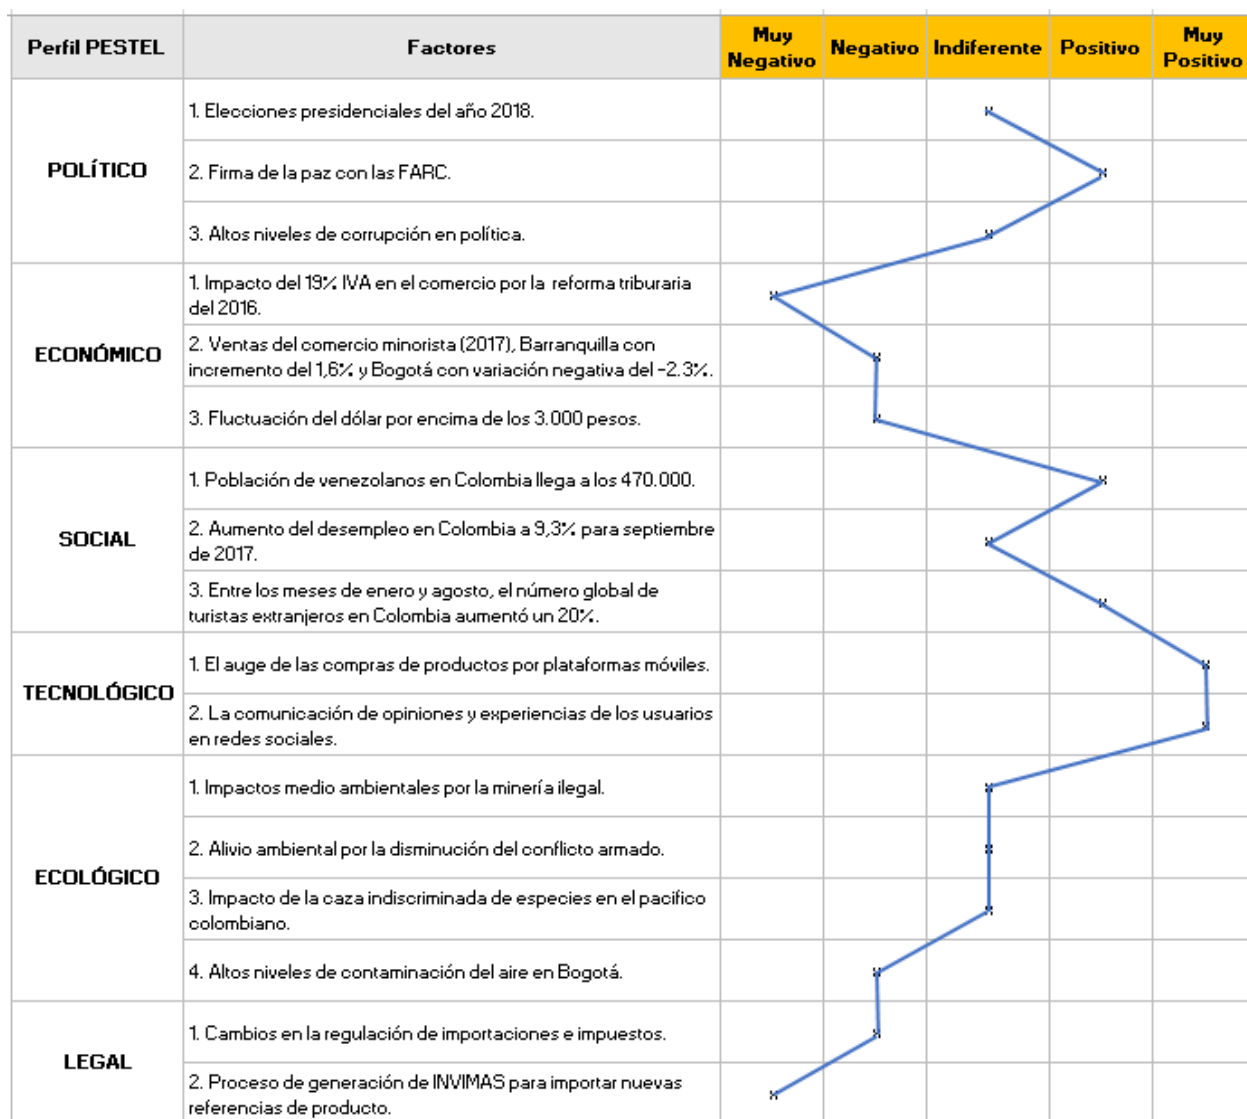 Perfil PESTEL
Factores
Muy
Negativo
Negativo
Indiferente
Positivo
Muy
Positivo
POLÍTICO
1. Elecciones presidenciales del año 2018.
2. Firma de la paz con las FARC.
3. Altos niveles de corrupción en política.
ECONÓMICO
1. Impacto del 19% IVA en el comercio por la reforma triburaria
del 2016.
2. Ventas del comercio minorista (2017), Barranquilla con
incremento del 1,6% y Bogotá con variación negativa del -2.3%.
3. Fluctuación del dólar por encima de los 3.000 pesos.
SOCIAL
1. Población de venezolanos en Colombia llega a los 470.000.
2. Aumento del desempleo en Colombia a 9,3% para septiembre
de 2017.
3. Entre los meses de enero y agosto, el número global de
turistas extranjeros en Colombia aumentó un 20%.
TECNOLÓGICO
1. El auge de las compras de productos por plataformas móviles.
2. La comunicación de opiniones y experiencias de los usuarios
en redes sociales.
ECOLÓGICO
1. Impactos medio ambientales por la minería ilegal.
2. Alivio ambiental por la disminución del conflicto armado.
3. Impacto de la caza indiscriminada de especies en el pacifico
colombiano.
4. Altos niveles de contaminación del aire en Bogotá.
LEGAL
1. Cambios en la regulación de importaciones e impuestos.
2. Proceso de generación de INVIMAS para importar nuevas
referencias de producto.